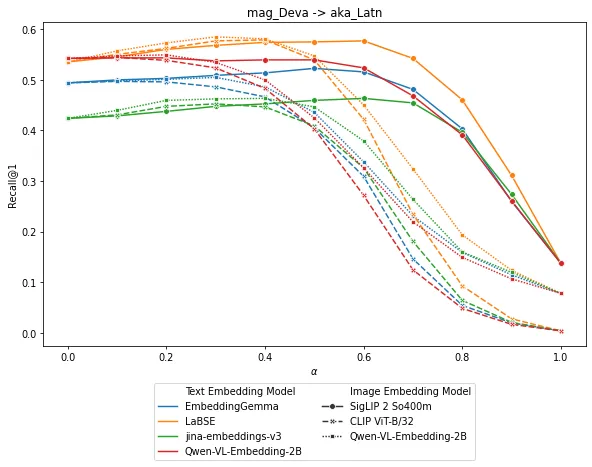 mag_Deva -> aka_Latn
0.6
0.5
0.4
0.3
0.2
0.1
0.0
Recall@1
0.0 0.2 0.4 0.6 0.8 1.0
α
Text Embedding Model Image Embedding Model
EmbeddingGemma SigLIP 2 So400m
LaBSE CLIP ViT-B/32
jina-embeddings-v3 Qwen-VL-Embedding-2B
Qwen-VL-Embedding-2B